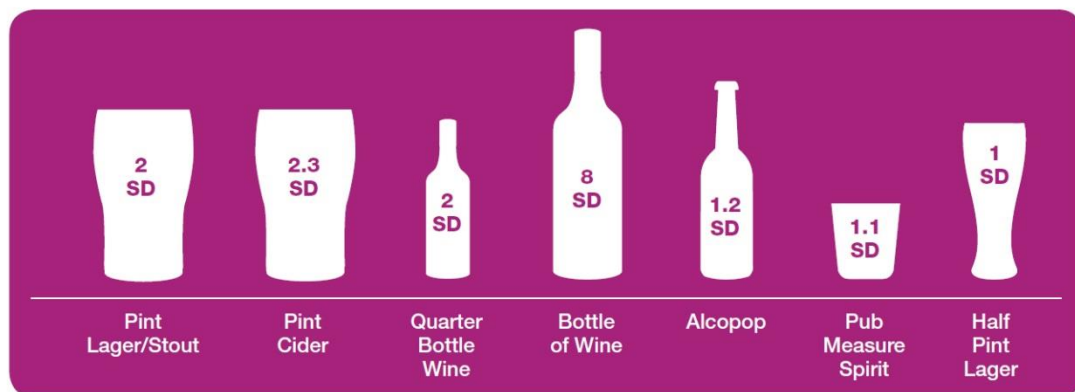 2
SD
2.3
SD
2
SD
8
SD
1.2
SD
1.1
SD
1
SD
Pint
Lager/Stout
Pint
Cider
Quarter
Bottle
Wine
Bottle
of Wine
Alcopop
Pub
Measure
Spirit
Half
Pint
Lager